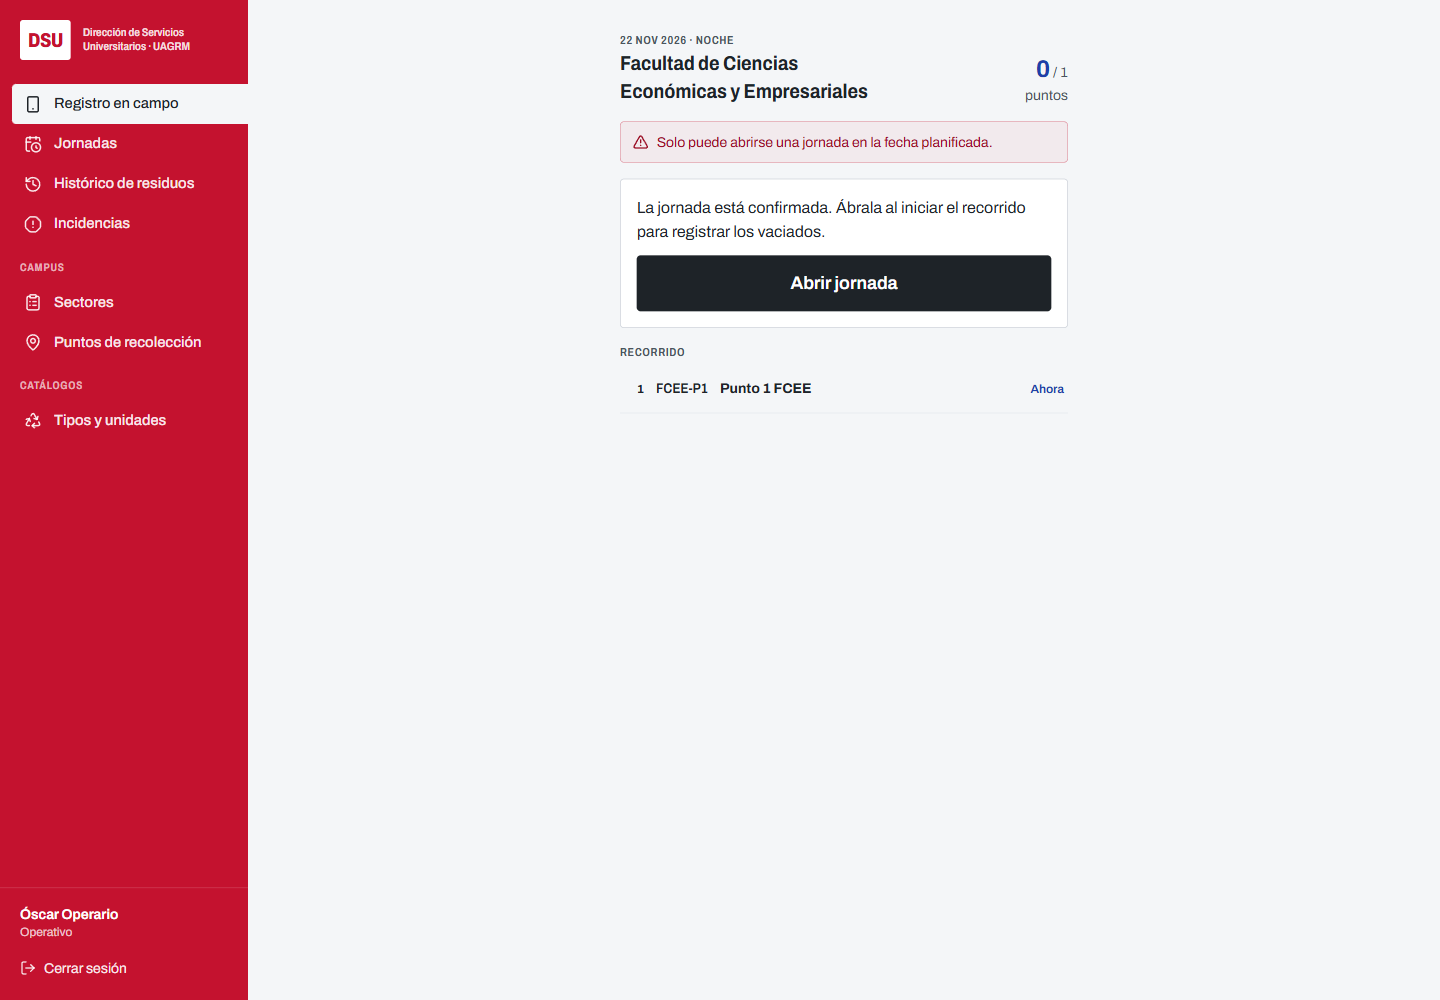 DSU
Dirección de Servicios
Universitarios · UAGRM
Registro en campo
Jornadas
Histórico de residuos
Incidencias
CAMPUS
Sectores
Puntos de recolección
CATÁLOGOS
Tipos y unidades
Óscar Operario
Operativo
Cerrar sesión
22 NOV 2026 · NOCHE
Facultad de Ciencias
Económicas y Empresariales
0 / 1
puntos
Solo puede abrirse una jornada en la fecha planificada.
La jornada está confirmada. Ábrala al iniciar el recorrido
para registrar los vaciados.
Abrir jornada
RECORRIDO
1 FCEE-P1 Punto 1 FCEE Ahora